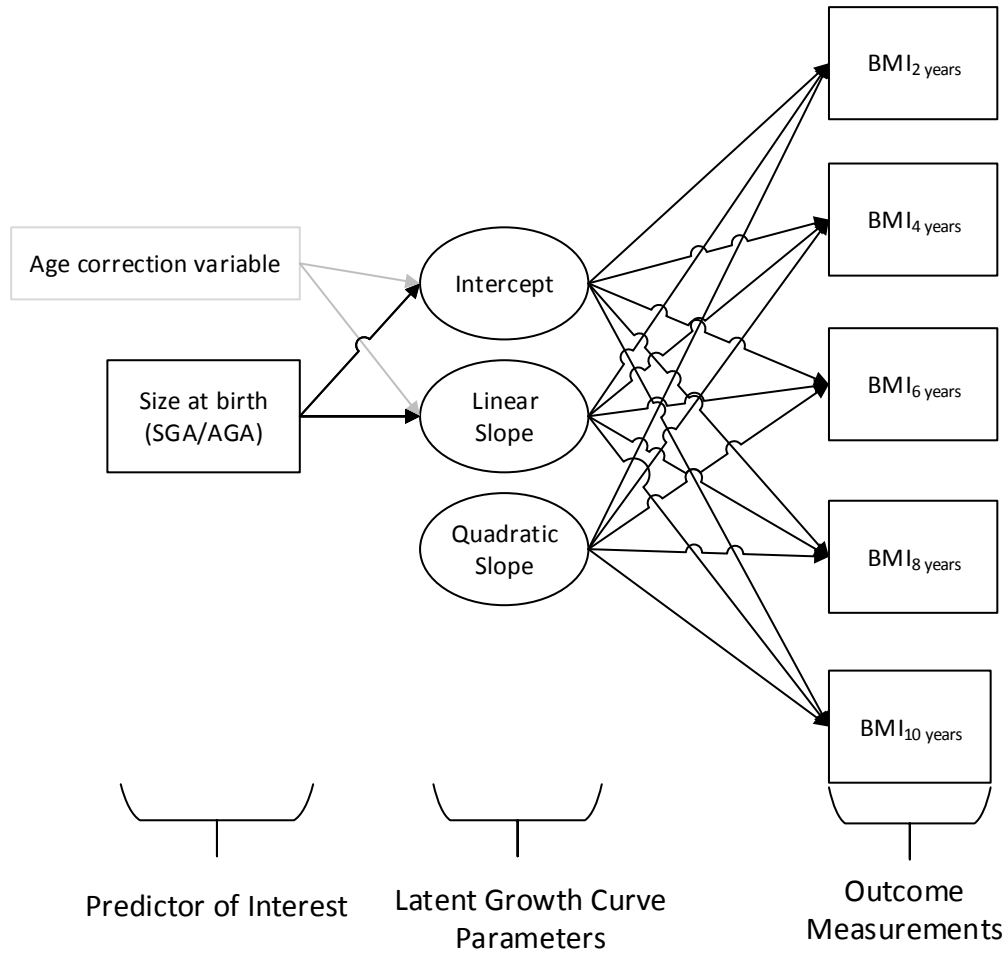 BMI2 years
BMI4 years
Age correction variable
Intercept
BMI6 years
Size at birth
(SGA/AGA)
Linear
Slope
Quadratic
Slope
BMI8 years
BMI10 years
Predictor of Interest
Latent Growth Curve
Parameters
Outcome
Measurements